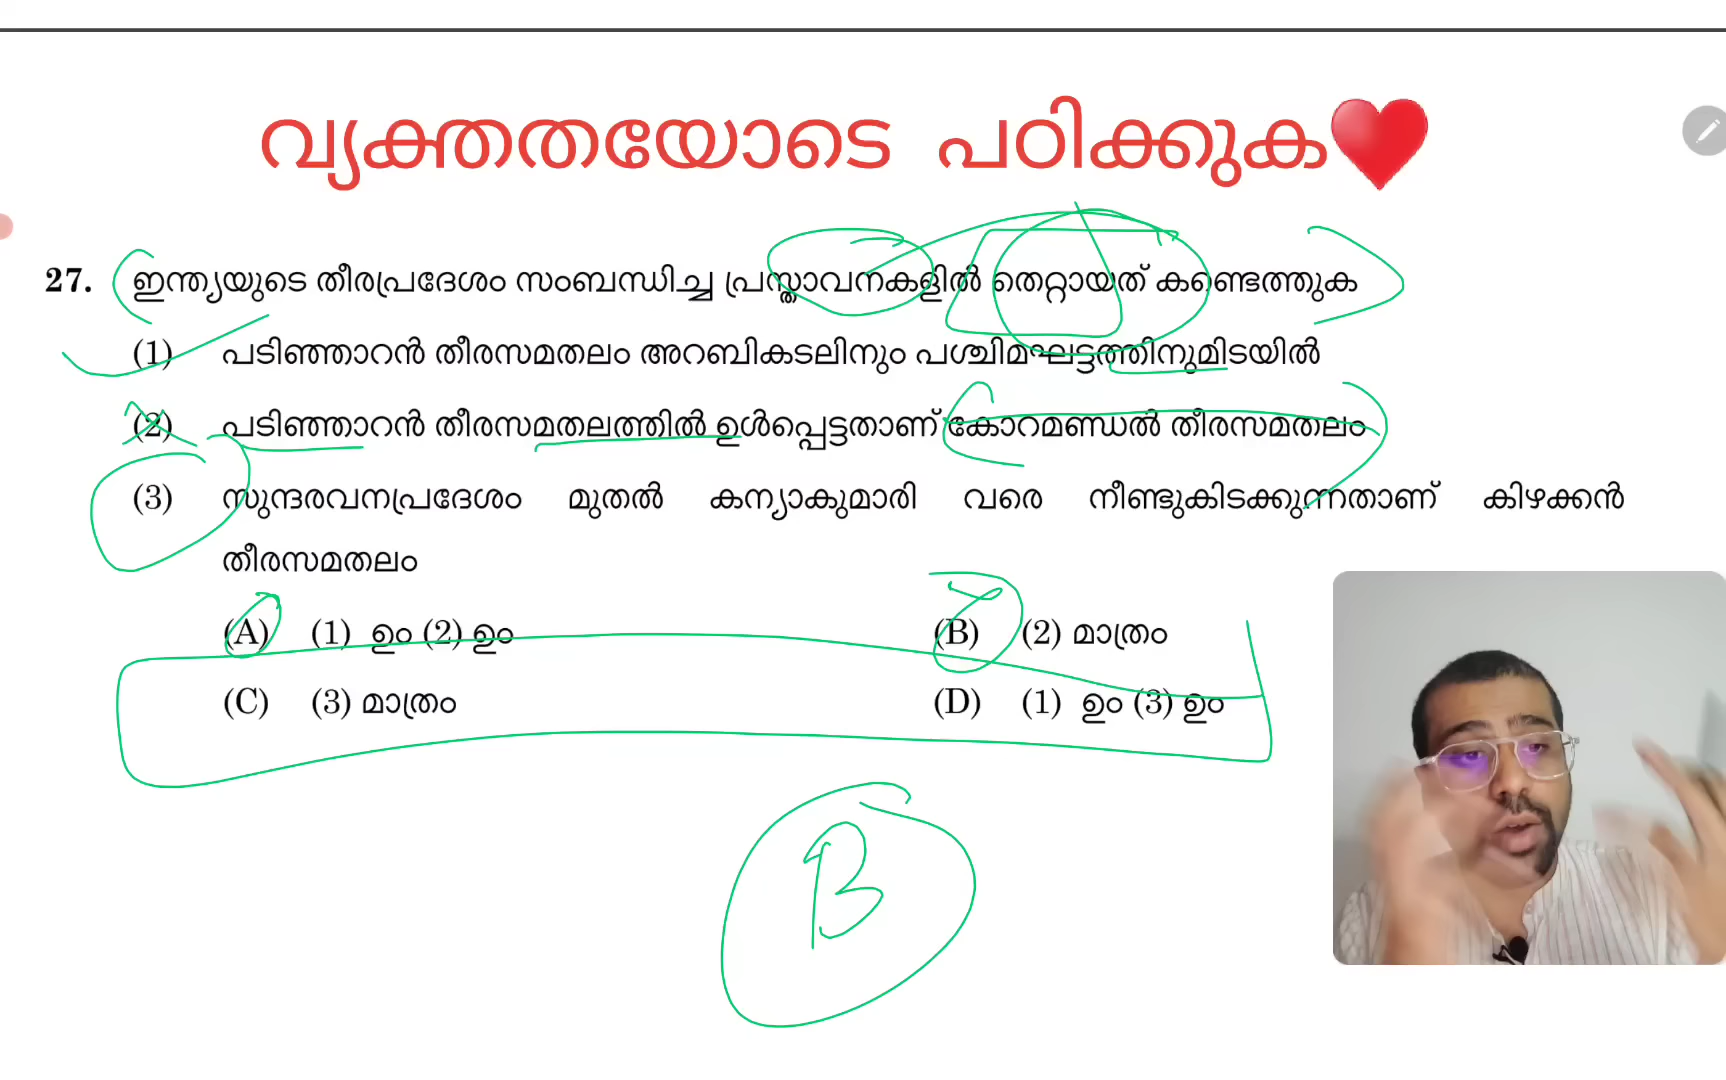 വ്യക്തതയോടെ പഠിക്കുക❤️
27. ഇന്ത്യയുടെ തീരപ്രദേശം സംബന്ധിച്ച പ്രസ്താവനകളിൽ തെറ്റായത് കണ്ടെത്തുക
(1) പടിഞ്ഞാറൻ തീരസമതലം അറബികടലിനും പശ്ചിമഘട്ടത്തിനുമിടയിൽ
(2) പടിഞ്ഞാറൻ തീരസമതലത്തിൽ ഉൾപ്പെട്ടതാണ് കോറമണ്ഡൽ തീരസമതലം
(3) സുന്ദരവനപ്രദേശം മുതൽ കന്യാകുമാരി വരെ നീണ്ടുകിടക്കുന്നതാണ് കിഴക്കൻ
തീരസമതലം
(A) (1) ഉം (2) ഉം (B) (2) മാത്രം
(C) (3) മാത്രം (D) (1) ഉം (3) ഉം
B